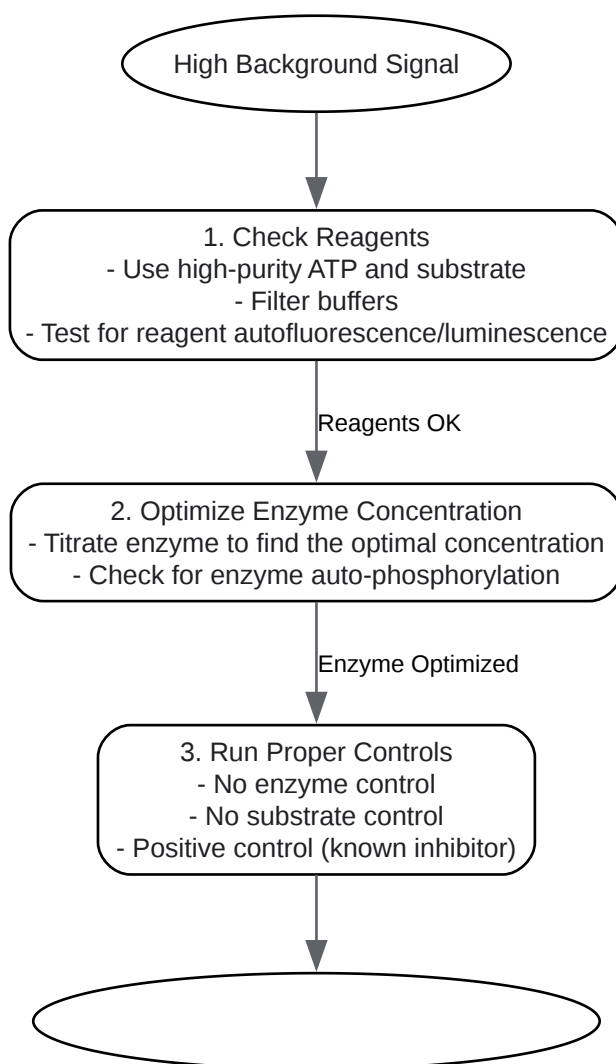 High Background Signal
1. Check Reagents
- Use high-purity ATP and substrate
- Filter buffers
- Test for reagent autofluorescence/luminescence
Reagents OK
2. Optimize Enzyme Concentration
- Titrate enzyme to find the optimal concentration
- Check for enzyme auto-phosphorylation
Enzyme Optimized
3. Run Proper Controls
- No enzyme control
- No substrate control
- Positive control (known inhibitor)